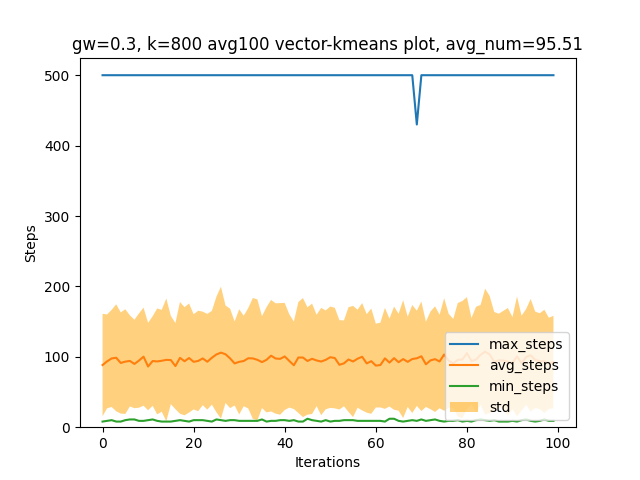 gw=0.3, k=800 avg100 vector-kmeans plot, avg_num=95.51
500
400
300
200
100
0
Steps
0 20 40 60 80 100
Iterations
max_steps
avg_steps
min_steps
std